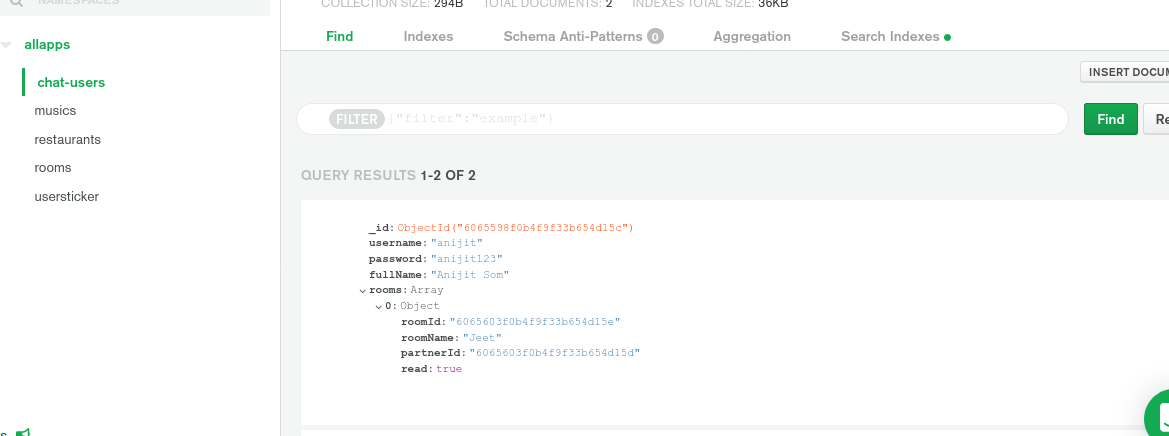 NAMESPACES
COLLECTION SIZE: 294B TOTAL DOCUMENTS: 2 INDEXES TOTAL SIZE: 36KB
allapps
chat-users
musics
restaurants
rooms
usersticker
Find Indexes Schema Anti-Patterns 0 Aggregation Search Indexes
INSERT DOCUM
FILTER {"filter":"example"}
Find Re
QUERY RESULTS 1-2 OF 2
_id: ObjectId("6065598f0b4f9f33b654d15c")
username: "anijit"
password: "anijit123"
fullName: "Anijit Som"
rooms: Array
0: Object
roomId: "6065603f0b4f9f33b654d15e"
roomName: "Jeet"
partnerId: "6065603f0b4f9f33b654d15d"
read: true
s